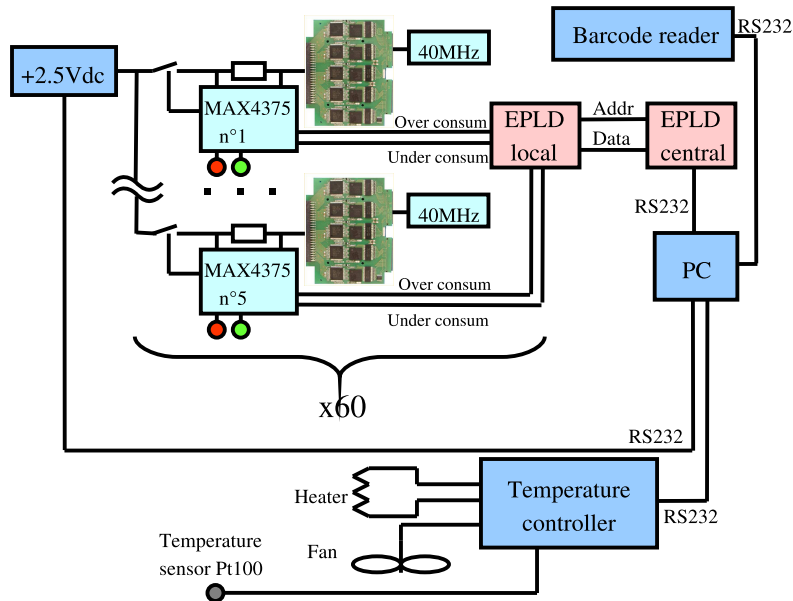 RS232
Barcode reader
40MHz
+2.5Vdc
MAX4375
n°1
Over consum
Under consum
EPLD
local
Addr
Data
EPLD
central
RS232
40MHz
MAX4375
n°5
Over consum
Under consum
PC
x60
RS232
Heater
Temperature
controller
RS232
Fan
Temperature
sensor Pt100